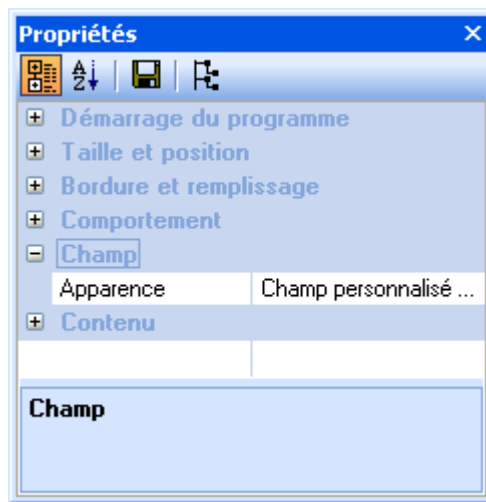 Propriétés
Démarrage du programme
Taille et position
Bordure et remplissage
Comportement
Champ
Apparence Champ personnalisé ...
Contenu
Champ